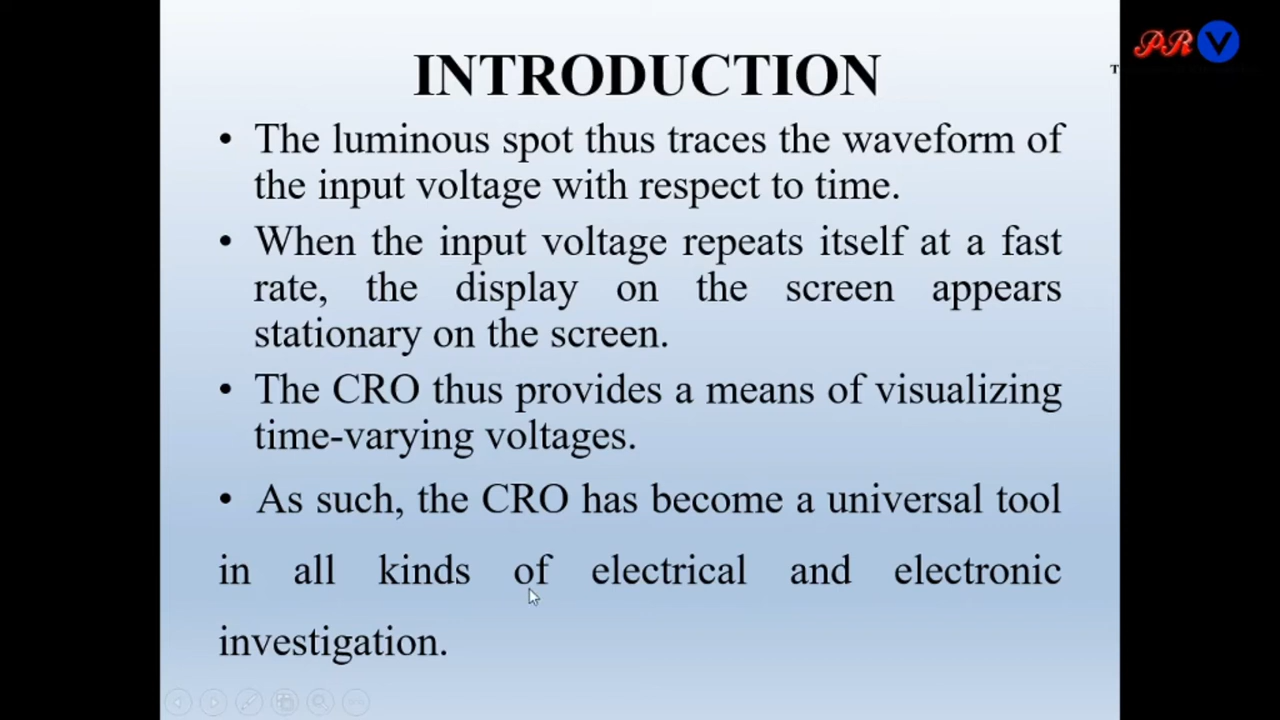 PR V
T
INTRODUCTION
• The luminous spot thus traces the waveform of
the input voltage with respect to time.
• When the input voltage repeats itself at a fast
rate, the display on the screen appears
stationary on the screen.
• The CRO thus provides a means of visualizing
time-varying voltages.
• As such, the CRO has become a universal tool
in all kinds of electrical and electronic
investigation.